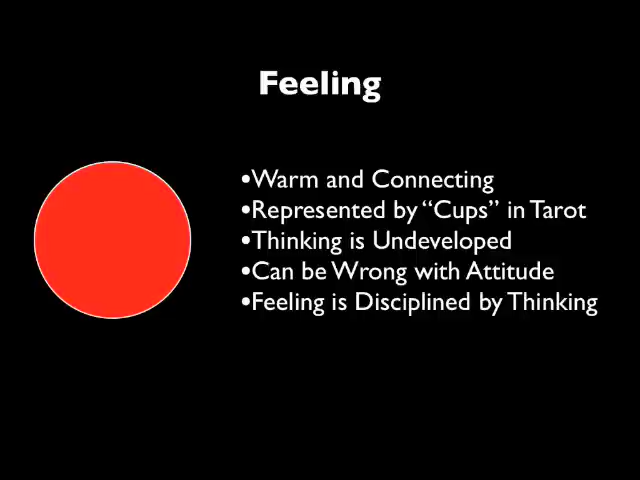 Feeling
•Warm and Connecting
•Represented by “Cups” in Tarot
•Thinking is Undeveloped
•Can be Wrong with Attitude
•Feeling is Disciplined by Thinking